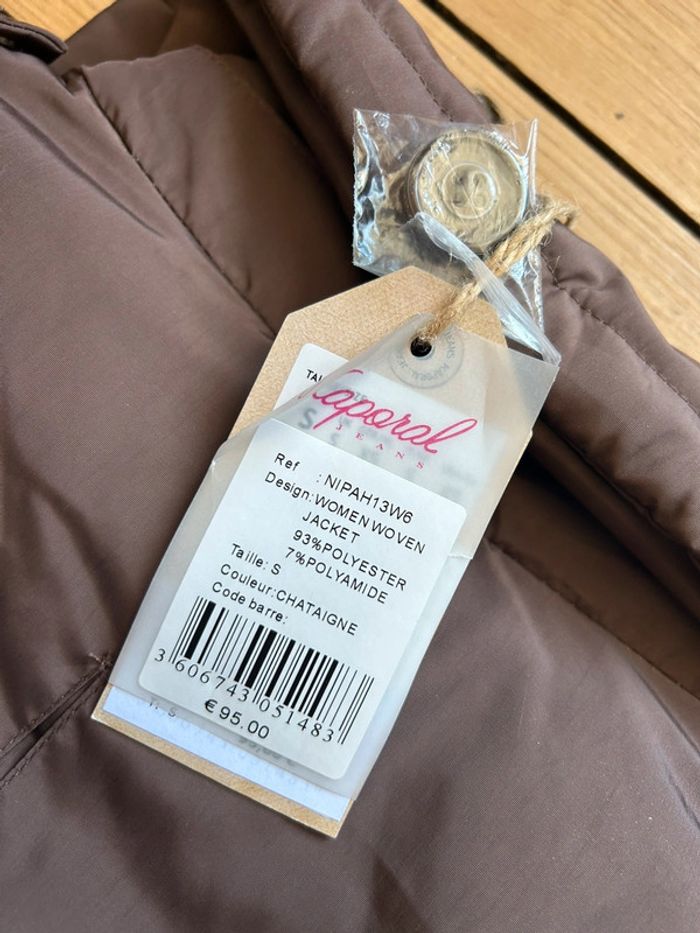 TAI
Kaporal
JEANS
Ref : NIPAH13W6
Design:WOMEN WOVEN
JACKET
93%POLYESTER
7%POLYAMIDE
Taille: S
Couleur:CHATAIGNE
Code barre:
3 606743 051483
€95.00